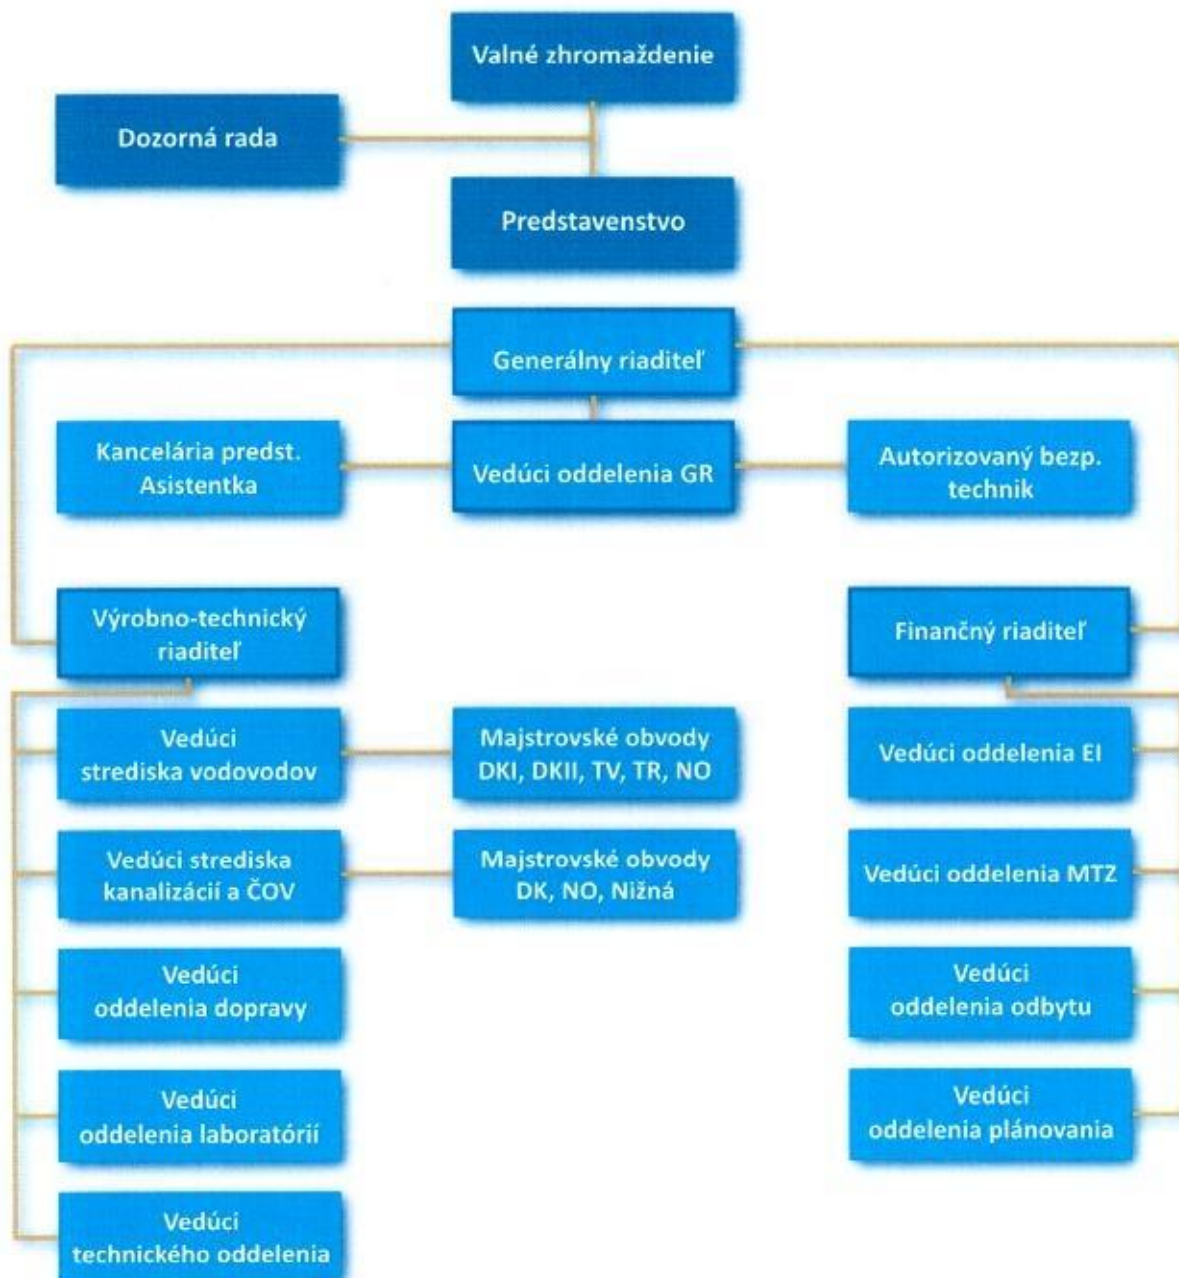 Valné zhromaždenie
Dozorná rada
Predstavenstvo
Generálny riaditeľ
Kancelária predst.
Asistentka
Vedúci oddelenia GR
Autorizovaný bezp.
technik
Výrobno-technický
riaditeľ
Finančný riaditeľ
Vedúci
strediska vodovodov
Majstrovské obvody
DKI, DKII, TV, TR, NO
Vedúci oddelenia EI
Vedúci strediska
kanalizácií a ČOV
Majstrovské obvody
DK, NO, Nižná
Vedúci oddelenia MTZ
Vedúci
oddelenia dopravy
Vedúci
oddelenia odbytu
Vedúci
oddelenia laboratórií
Vedúci
oddelenia plánovania
Vedúci
technického oddelenia